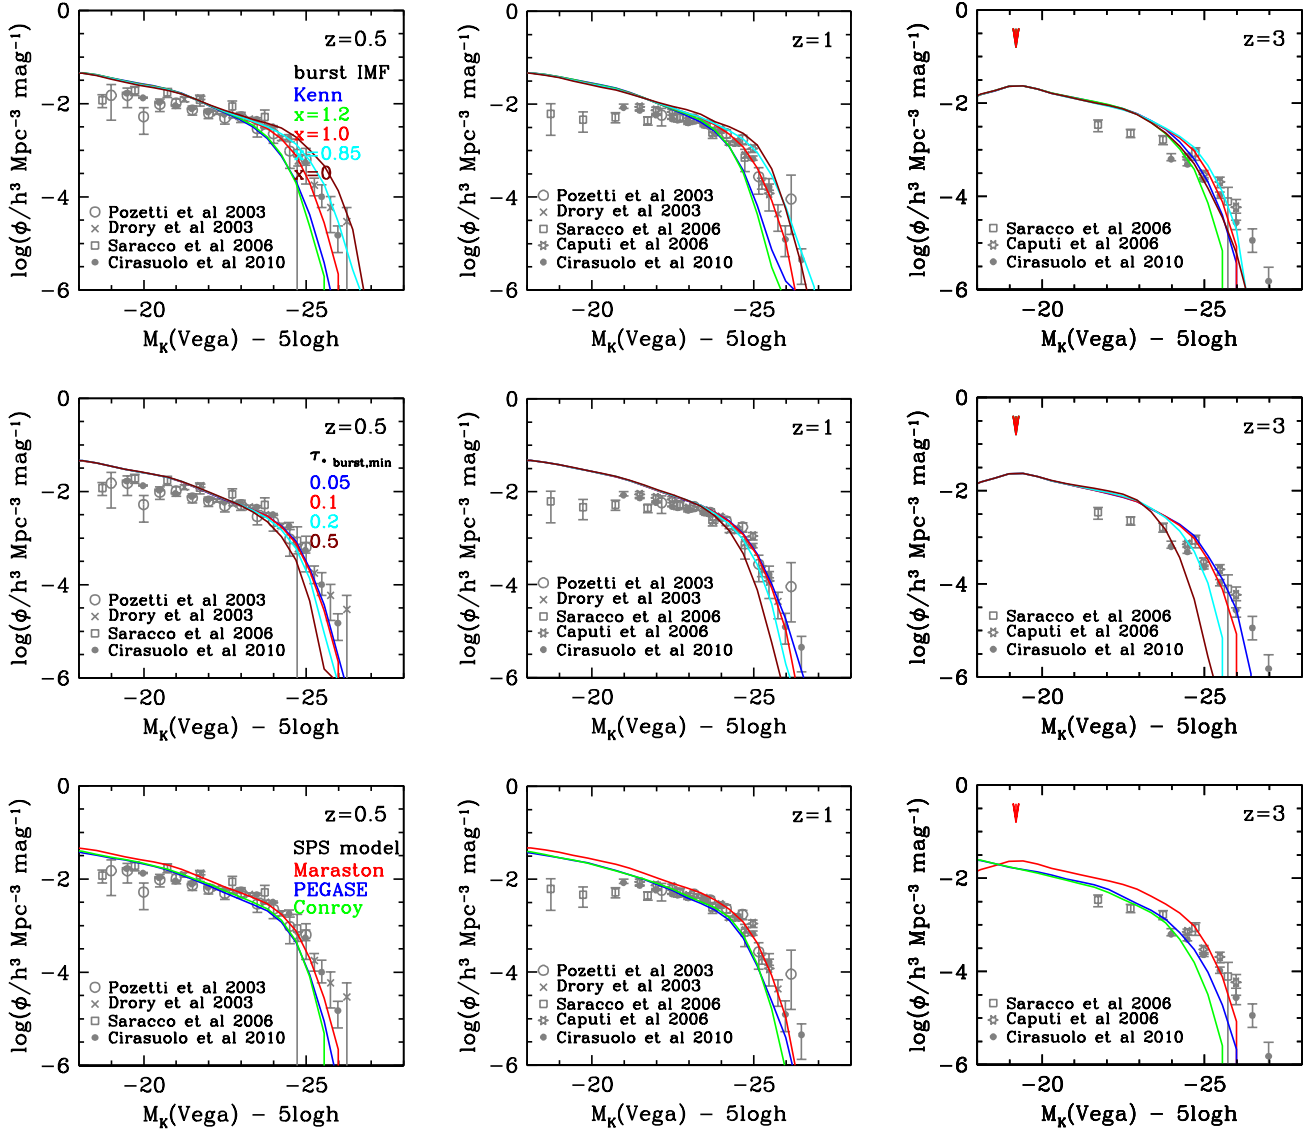 0
−2
−4
−6
−20
−25
log(ϕ/h³ Mpc⁻³ mag⁻¹)
M_K(Vega) − 5logh
z=0.5
burst IMF
Kenn
x=1.2
x=1.0
x=0.85
x=0
Pozetti et al 2003
Drory et al 2003
Saracco et al 2006
Cirasuolo et al 2010
0
−2
−4
−6
−20
−25
log(ϕ/h³ Mpc⁻³ mag⁻¹)
M_K(Vega) − 5logh
z=1
Pozetti et al 2003
Drory et al 2003
Saracco et al 2006
Caputi et al 2006
Cirasuolo et al 2010
0
−2
−4
−6
−20
−25
log(ϕ/h³ Mpc⁻³ mag⁻¹)
M_K(Vega) − 5logh
z=3
Saracco et al 2006
Caputi et al 2006
Cirasuolo et al 2010
0
−2
−4
−6
−20
−25
log(ϕ/h³ Mpc⁻³ mag⁻¹)
M_K(Vega) − 5logh
z=0.5
τ* burst,min
0.05
0.1
0.2
0.5
Pozetti et al 2003
Drory et al 2003
Saracco et al 2006
Cirasuolo et al 2010
0
−2
−4
−6
−20
−25
log(ϕ/h³ Mpc⁻³ mag⁻¹)
M_K(Vega) − 5logh
z=1
Pozetti et al 2003
Drory et al 2003
Saracco et al 2006
Caputi et al 2006
Cirasuolo et al 2010
0
−2
−4
−6
−20
−25
log(ϕ/h³ Mpc⁻³ mag⁻¹)
M_K(Vega) − 5logh
z=3
Saracco et al 2006
Caputi et al 2006
Cirasuolo et al 2010
0
−2
−4
−6
−20
−25
log(ϕ/h³ Mpc⁻³ mag⁻¹)
M_K(Vega) − 5logh
z=0.5
SPS model
Maraston
PEGASE
Conroy
Pozetti et al 2003
Drory et al 2003
Saracco et al 2006
Cirasuolo et al 2010
0
−2
−4
−6
−20
−25
log(ϕ/h³ Mpc⁻³ mag⁻¹)
M_K(Vega) − 5logh
z=1
Pozetti et al 2003
Drory et al 2003
Saracco et al 2006
Caputi et al 2006
Cirasuolo et al 2010
0
−2
−4
−6
−20
−25
log(ϕ/h³ Mpc⁻³ mag⁻¹)
M_K(Vega) − 5logh
z=3
Saracco et al 2006
Caputi et al 2006
Cirasuolo et al 2010